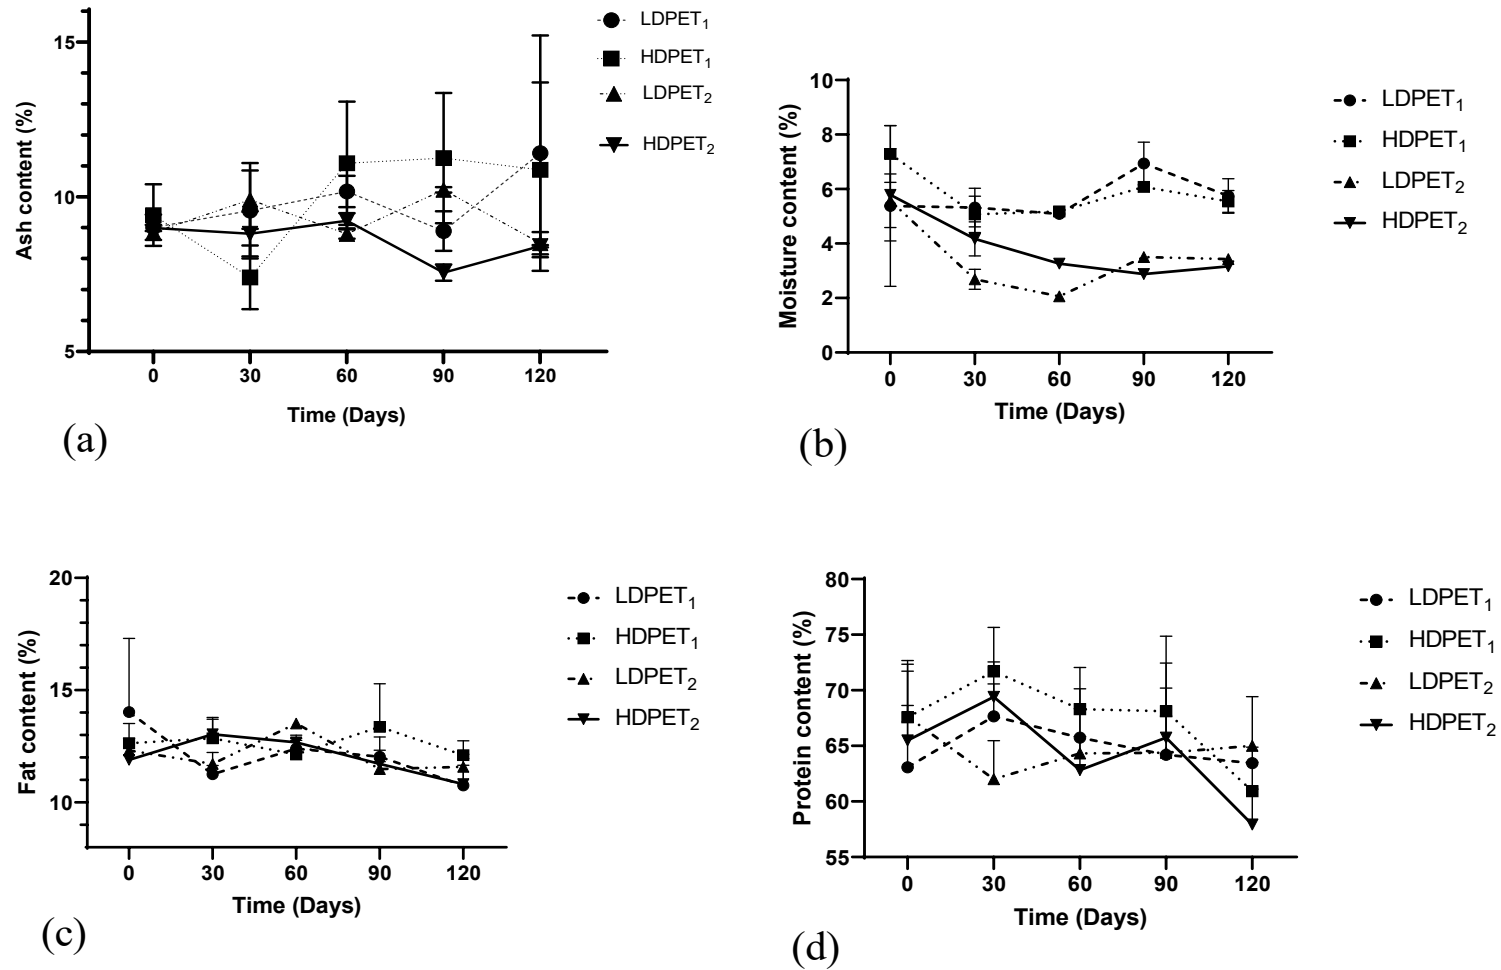 Ash content (%)
15
10
5
0 30 60 90 120
Time (Days)
LDPET1
HDPET1
LDPET2
HDPET2
(a)
Moisture content (%)
10
8
6
4
2
0
0 30 60 90 120
Time (Days)
LDPET1
HDPET1
LDPET2
HDPET2
(b)
Fat content (%)
20
15
10
0 30 60 90 120
Time (Days)
LDPET1
HDPET1
LDPET2
HDPET2
(c)
Protein content (%)
80
75
70
65
60
55
0 30 60 90 120
Time (Days)
LDPET1
HDPET1
LDPET2
HDPET2
(d)